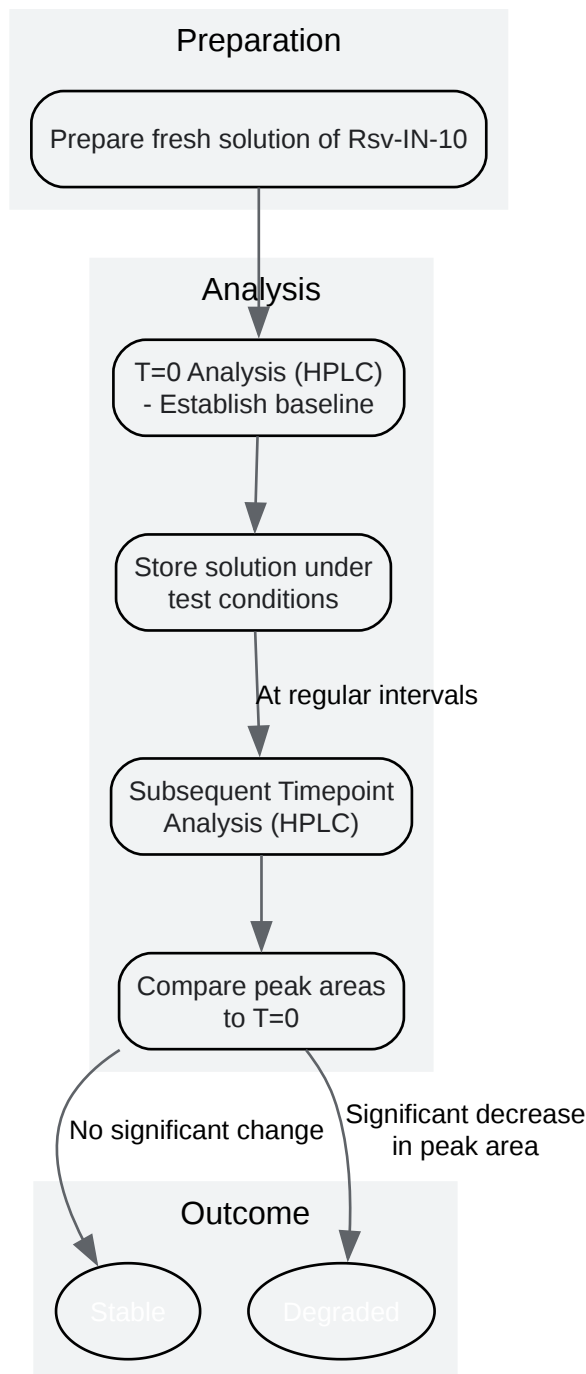 Preparation
Prepare fresh solution of Rsv-IN-10
Analysis
T=0 Analysis (HPLC)
- Establish baseline
Store solution under
test conditions
At regular intervals
Subsequent Timepoint
Analysis (HPLC)
Compare peak areas
to T=0
No significant change
Significant decrease
in peak area
Outcome
Stable
Degraded